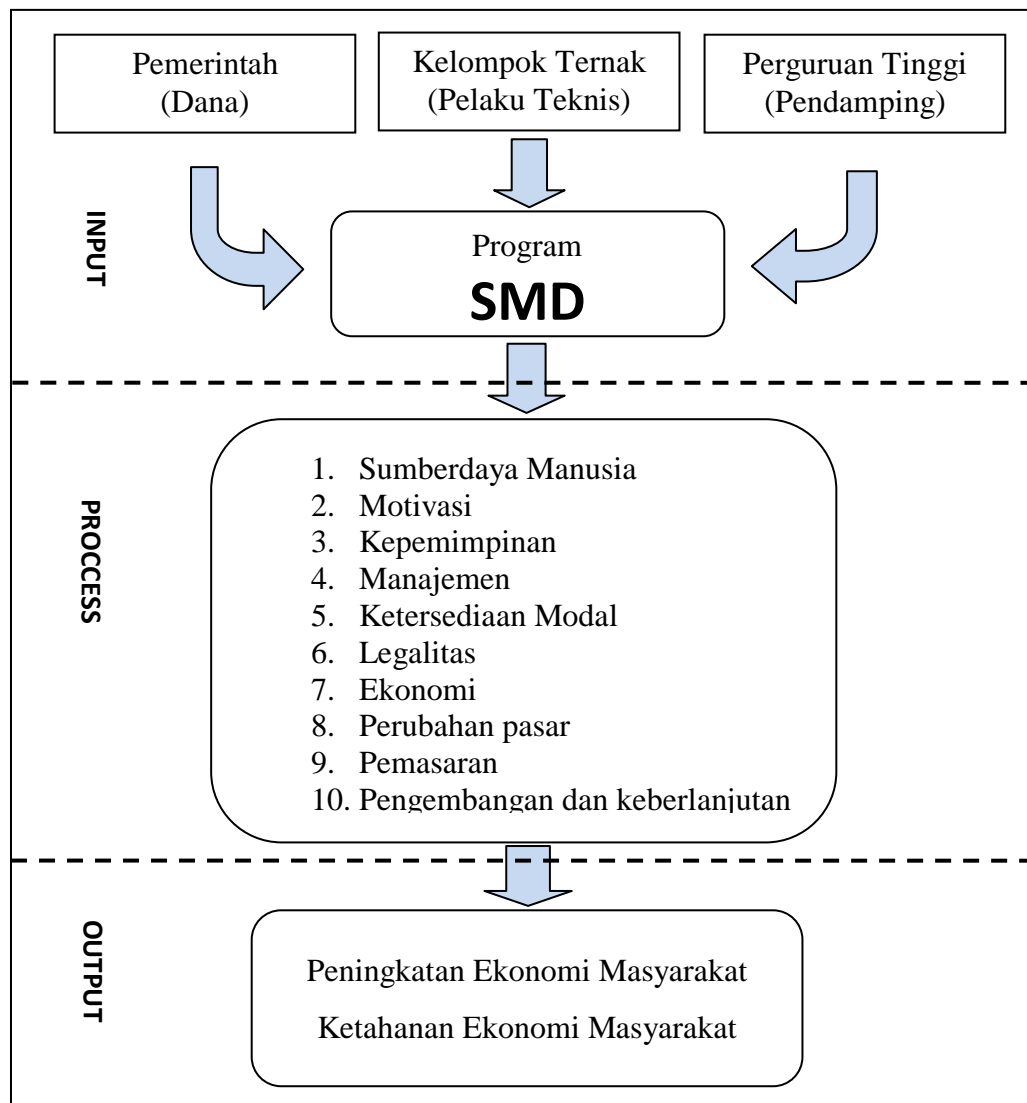 Pemerintah
(Dana)
Kelompok Ternak
(Pelaku Teknis)
Perguruan Tinggi
(Pendamping)
INPUT
Program
SMD
PROCCESS
1. Sumberdaya Manusia
2. Motivasi
3. Kepemimpinan
4. Manajemen
5. Ketersediaan Modal
6. Legalitas
7. Ekonomi
8. Perubahan pasar
9. Pemasaran
10. Pengembangan dan keberlanjutan
OUTPUT
Peningkatan Ekonomi Masyarakat
Ketahanan Ekonomi Masyarakat